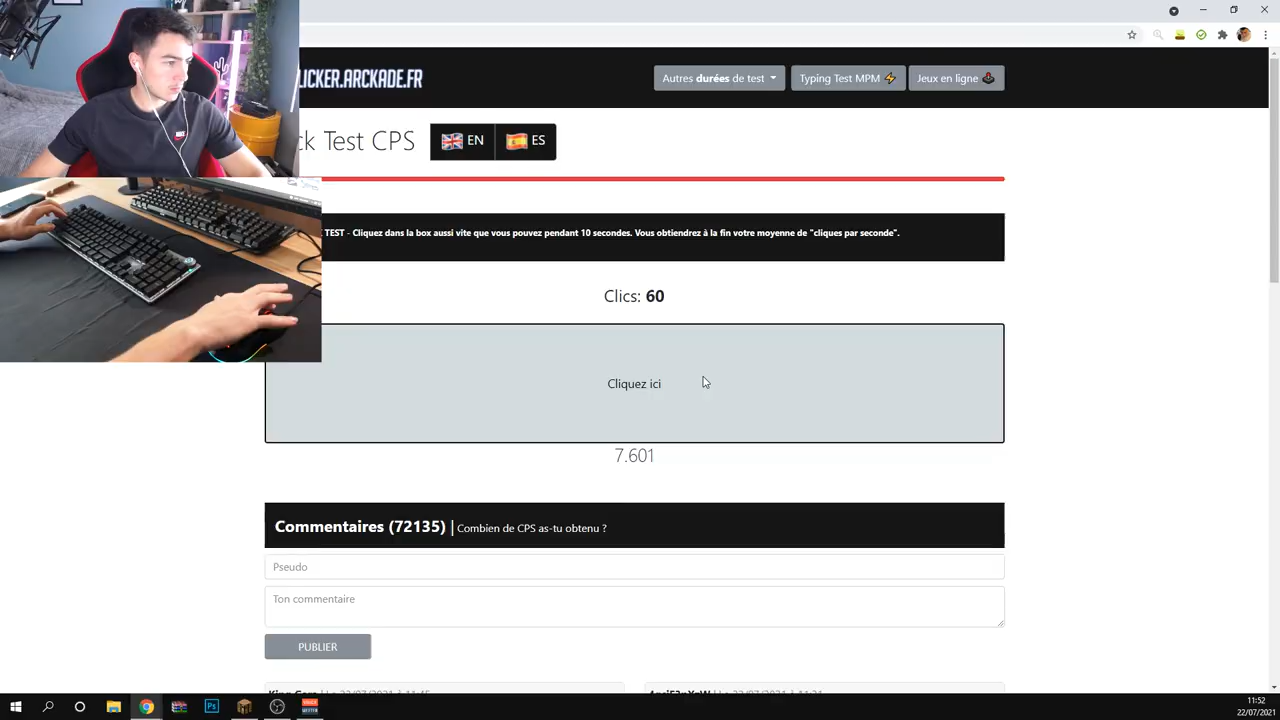 LICKER.ARCKADE.FR
Autres durées de test
Typing Test MPM
Jeux en ligne
ck Test CPS
EN
ES
TEST - Cliquez dans la box aussi vite que vous pouvez pendant 10 secondes. Vous obtiendrez à la fin votre moyenne de "cliques par seconde".
Clics: 60
Cliquez ici
7.601
Commentaires (72135) | Combien de CPS as-tu obtenu ?
Pseudo
Ton commentaire
PUBLIER
Ps
11:52
22/07/2021